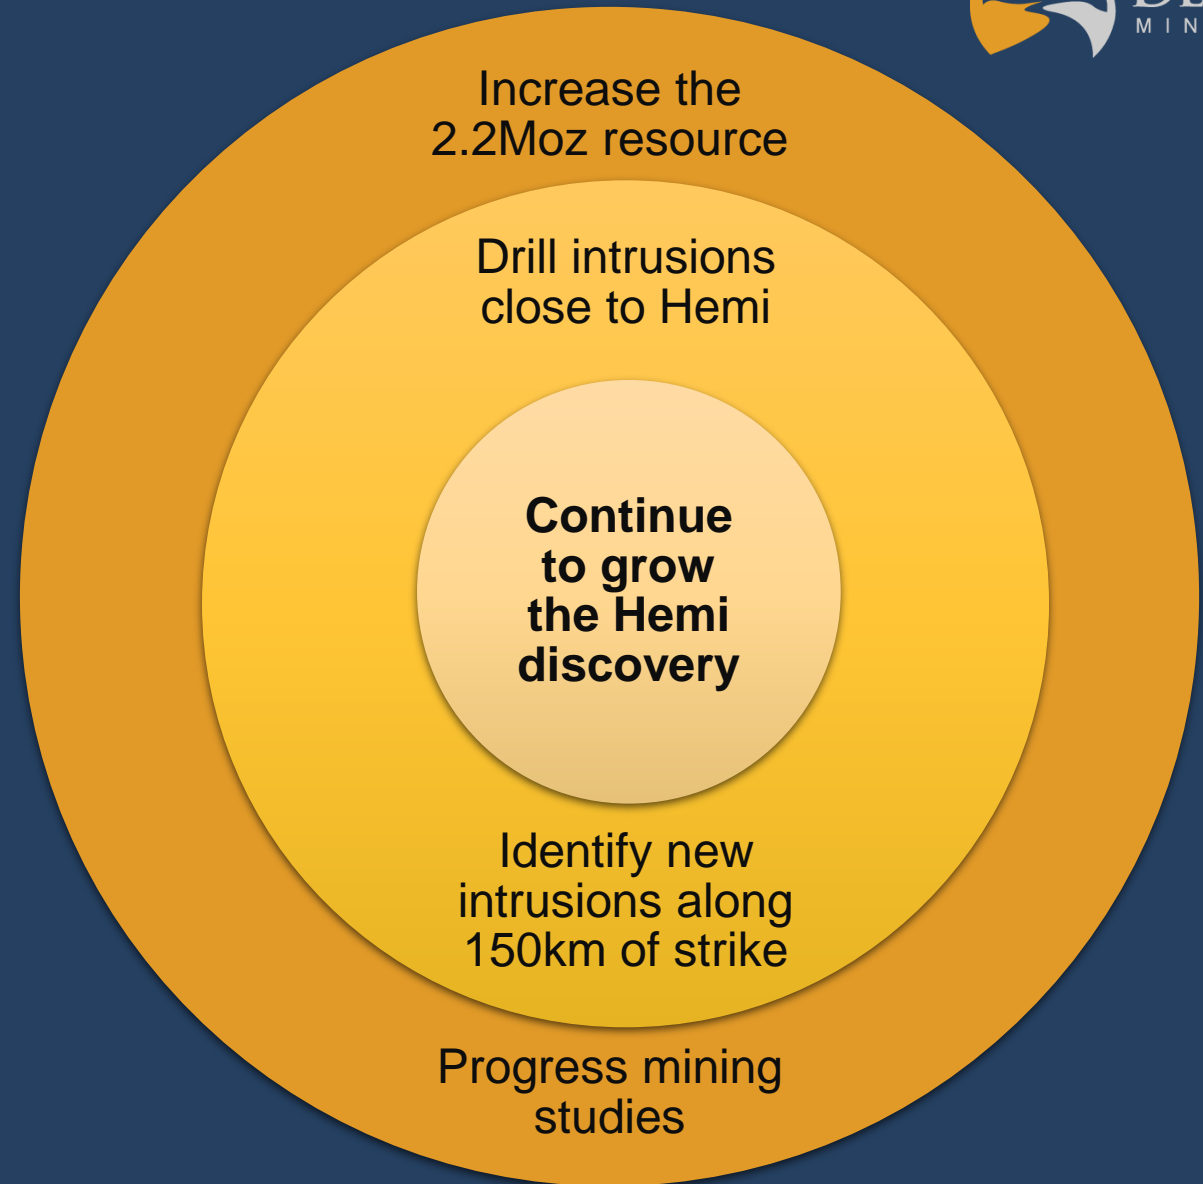 MIN
Increase the
2.2Moz resource
Drill intrusions
close to Hemi
Continue
to grow
the Hemi
discovery
Identify new
intrusions along
150km of strike
Progress mining
studies